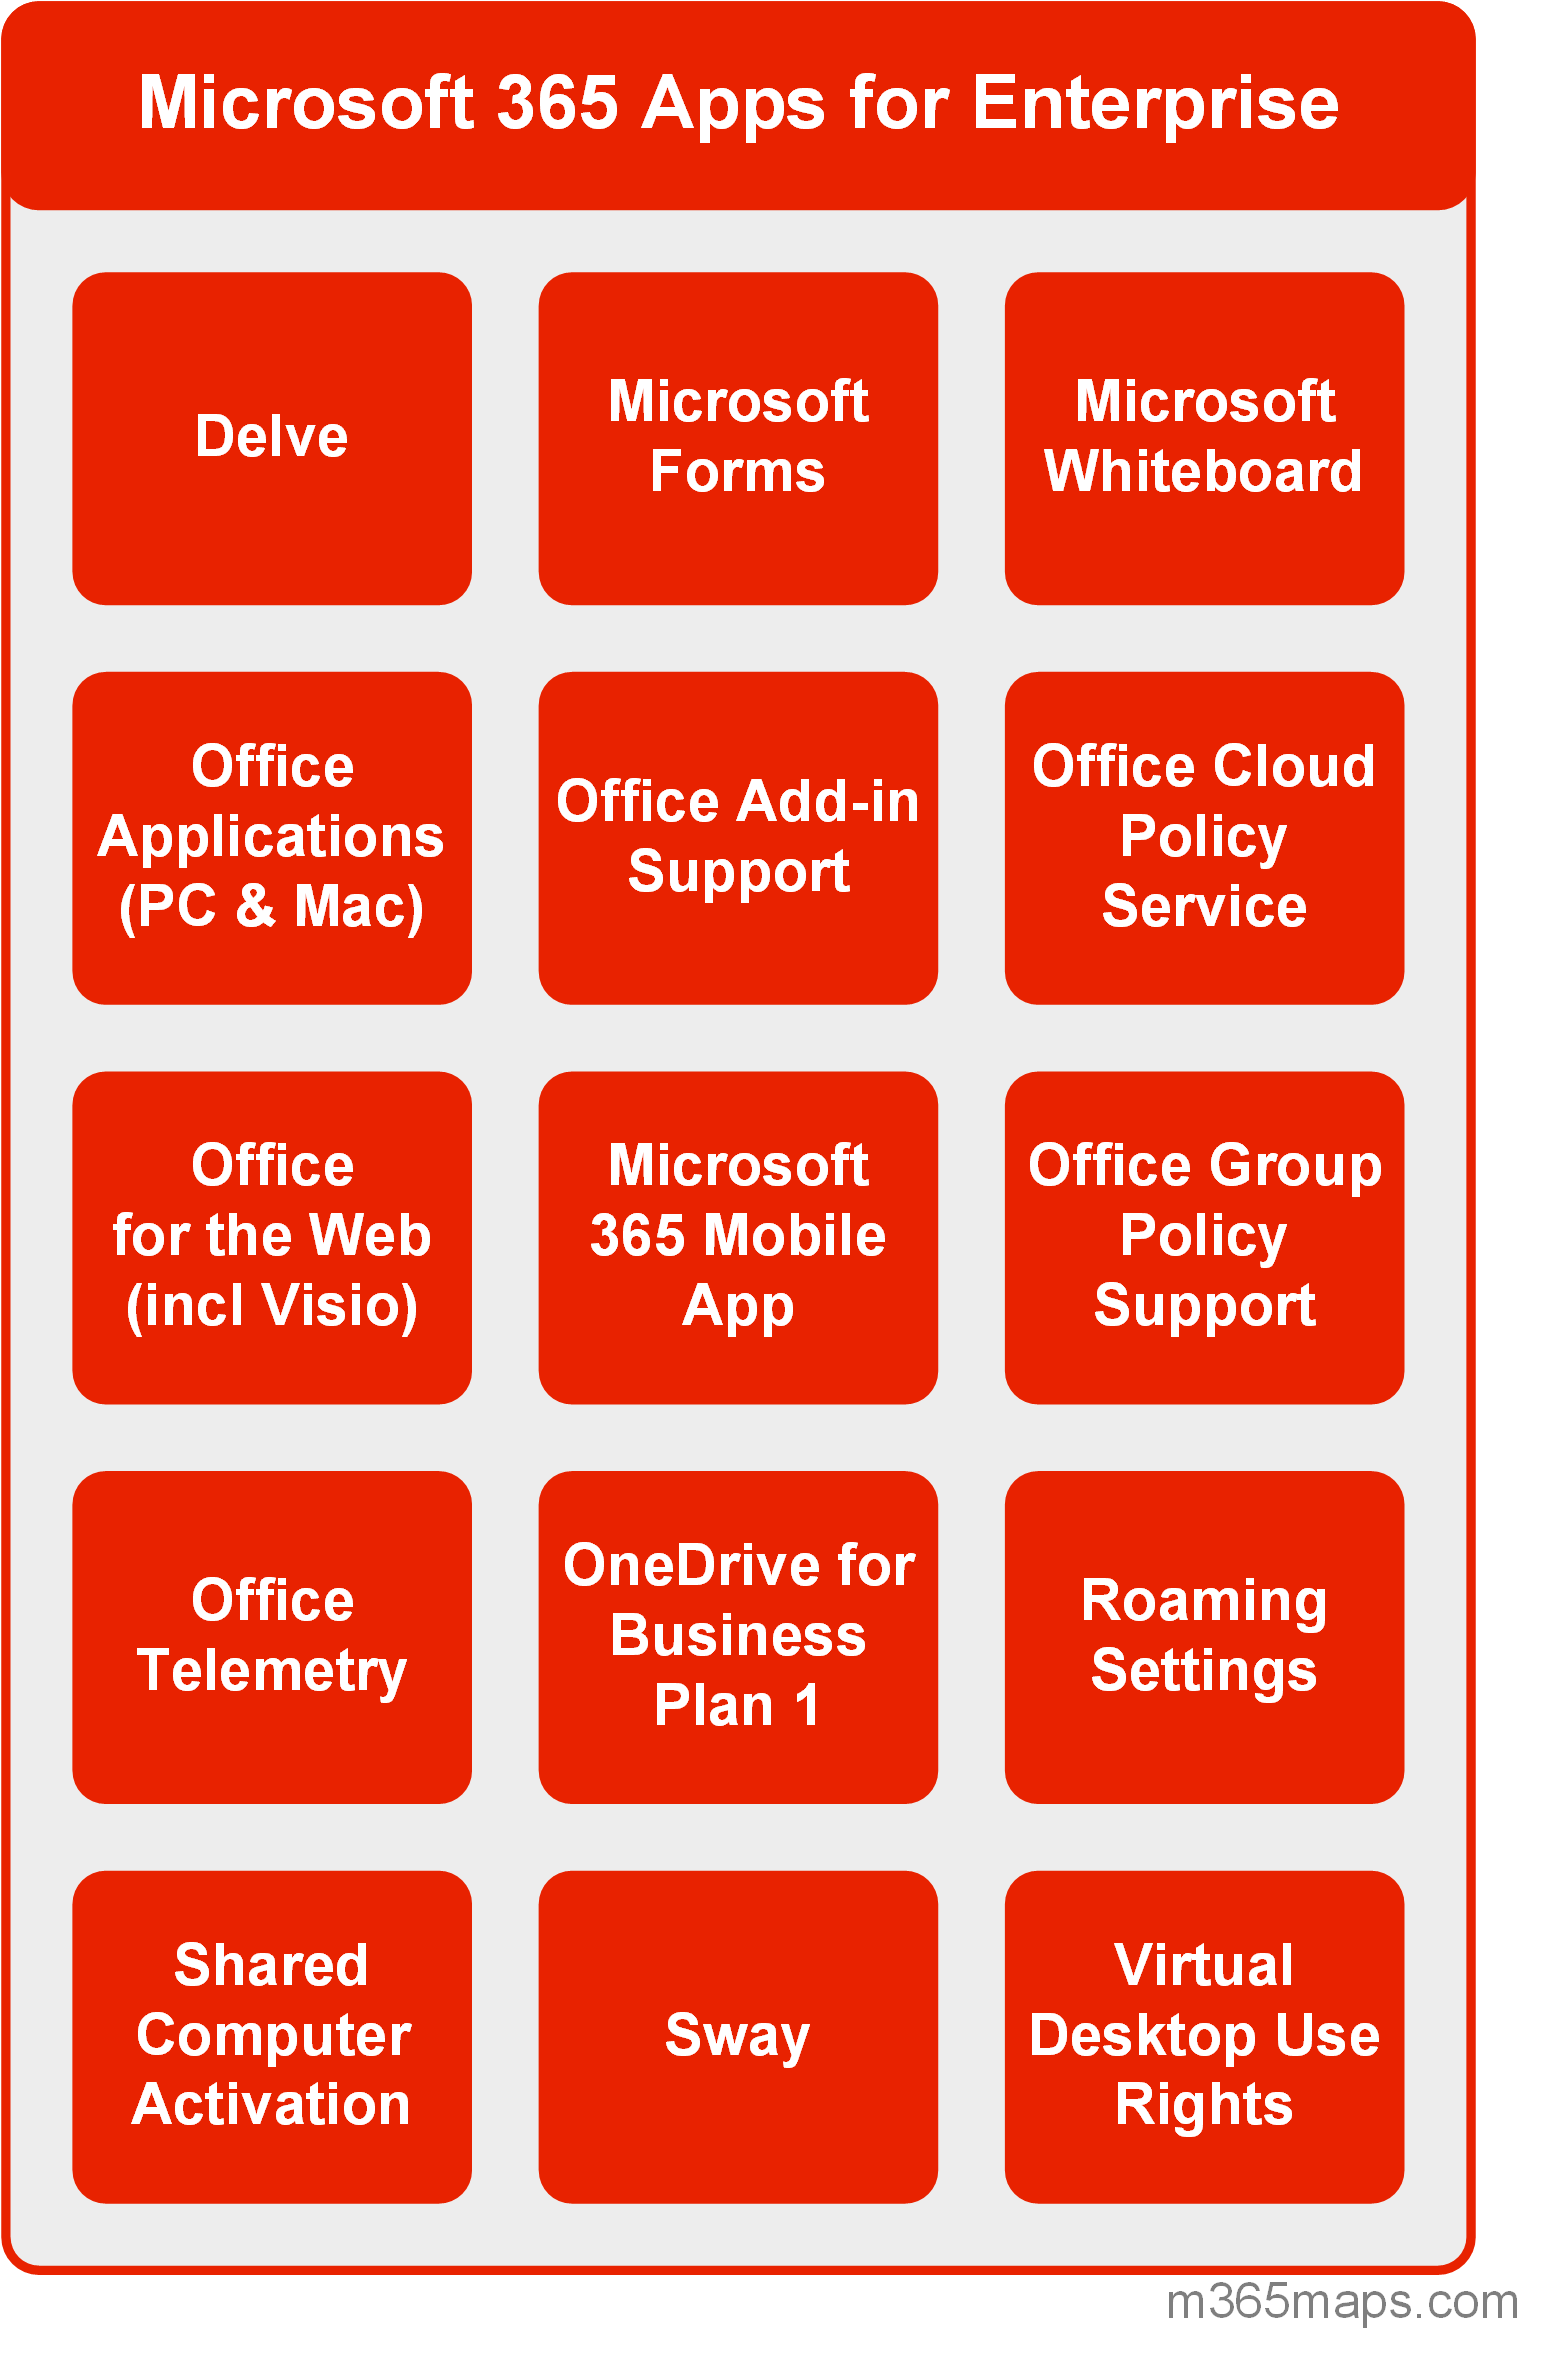 Microsoft 365 Apps for Enterprise
Delve
Microsoft
Forms
Microsoft
Whiteboard
Office
Applications
(PC & Mac)
Office Add-in
Support
Office Cloud
Policy
Service
Office
for the Web
(incl Visio)
Microsoft
365 Mobile
App
Office Group
Policy
Support
Office
Telemetry
OneDrive for
Business
Plan 1
Roaming
Settings
Shared
Computer
Activation
Sway
Virtual
Desktop Use
Rights
m365maps.com